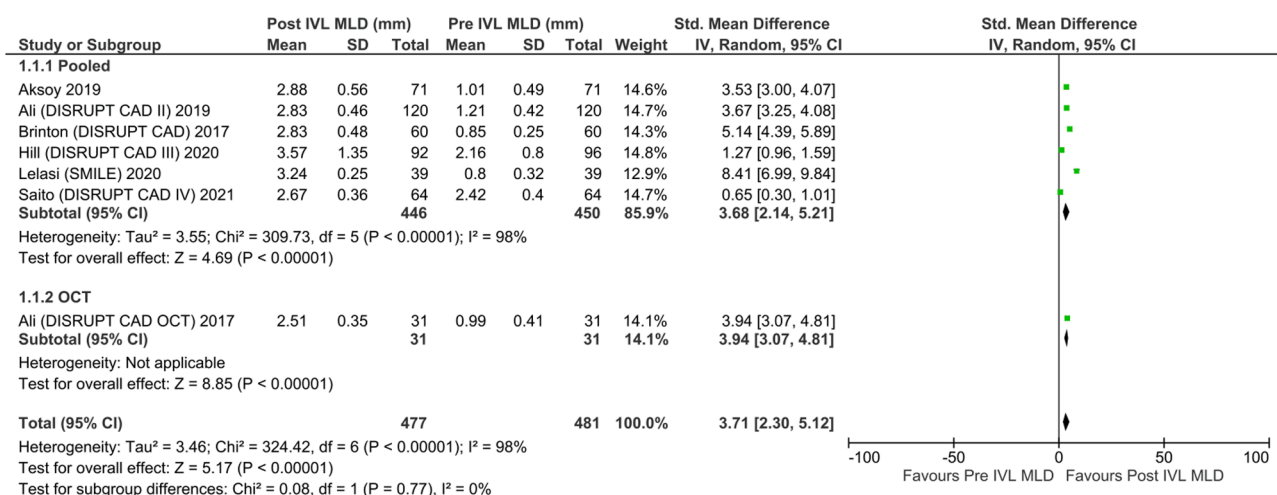 Post IVL MLD (mm) Pre IVL MLD (mm) Std. Mean Difference Std. Mean Difference
Study or Subgroup Mean SD Total Mean SD Total Weight IV, Random, 95% CI IV, Random, 95% CI
1.1.1 Pooled
Aksoy 2019 2.88 0.56 71 1.01 0.49 71 14.6% 3.53 [3.00, 4.07]
Ali (DISRUPT CAD II) 2019 2.83 0.46 120 1.21 0.42 120 14.7% 3.67 [3.25, 4.08]
Brinton (DISRUPT CAD) 2017 2.83 0.48 60 0.85 0.25 60 14.3% 5.14 [4.39, 5.89]
Hill (DISRUPT CAD III) 2020 3.57 1.35 92 2.16 0.8 96 14.8% 1.27 [0.96, 1.59]
Lelasi (SMILE) 2020 3.24 0.25 39 0.8 0.32 39 12.9% 8.41 [6.99, 9.84]
Saito (DISRUPT CAD IV) 2021 2.67 0.36 64 2.42 0.4 64 14.7% 0.65 [0.30, 1.01]
Subtotal (95% CI) 446 450 85.9% 3.68 [2.14, 5.21]
Heterogeneity: Tau² = 3.55; Chi² = 309.73, df = 5 (P < 0.00001); I² = 98%
Test for overall effect: Z = 4.69 (P < 0.00001)
1.1.2 OCT
Ali (DISRUPT CAD OCT) 2017 2.51 0.35 31 0.99 0.41 31 14.1% 3.94 [3.07, 4.81]
Subtotal (95% CI) 31 31 14.1% 3.94 [3.07, 4.81]
Heterogeneity: Not applicable
Test for overall effect: Z = 8.85 (P < 0.00001)
Total (95% CI) 477 481 100.0% 3.71 [2.30, 5.12]
Heterogeneity: Tau² = 3.46; Chi² = 324.42, df = 6 (P < 0.00001); I² = 98%
Test for overall effect: Z = 5.17 (P < 0.00001)
Test for subgroup differences: Chi² = 0.08, df = 1 (P = 0.77), I² = 0%
-100 -50 0 50 100
Favours Pre IVL MLD Favours Post IVL MLD